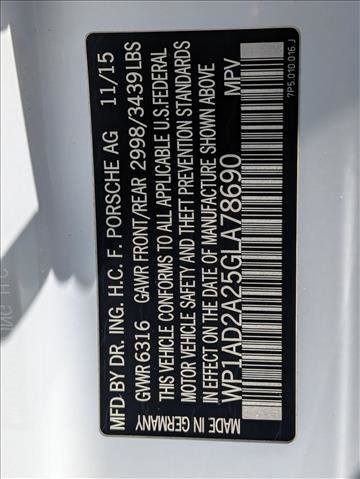 MFD BY DR. ING. H.C. F. PORSCHE AG 11/15
GVWR 6316 GAWR FRONT/REAR 2998/3439 LBS
THIS VEHICLE CONFORMS TO ALL APPLICABLE U.S.FEDERAL
MOTOR VEHICLE SAFETY AND THEFT PREVENTION STANDARDS
IN EFFECT ON THE DATE OF MANUFACTURE SHOWN ABOVE
WP1AD2A25GLA78690 MPV
MADE IN GERMANY
7P5.010.016 J